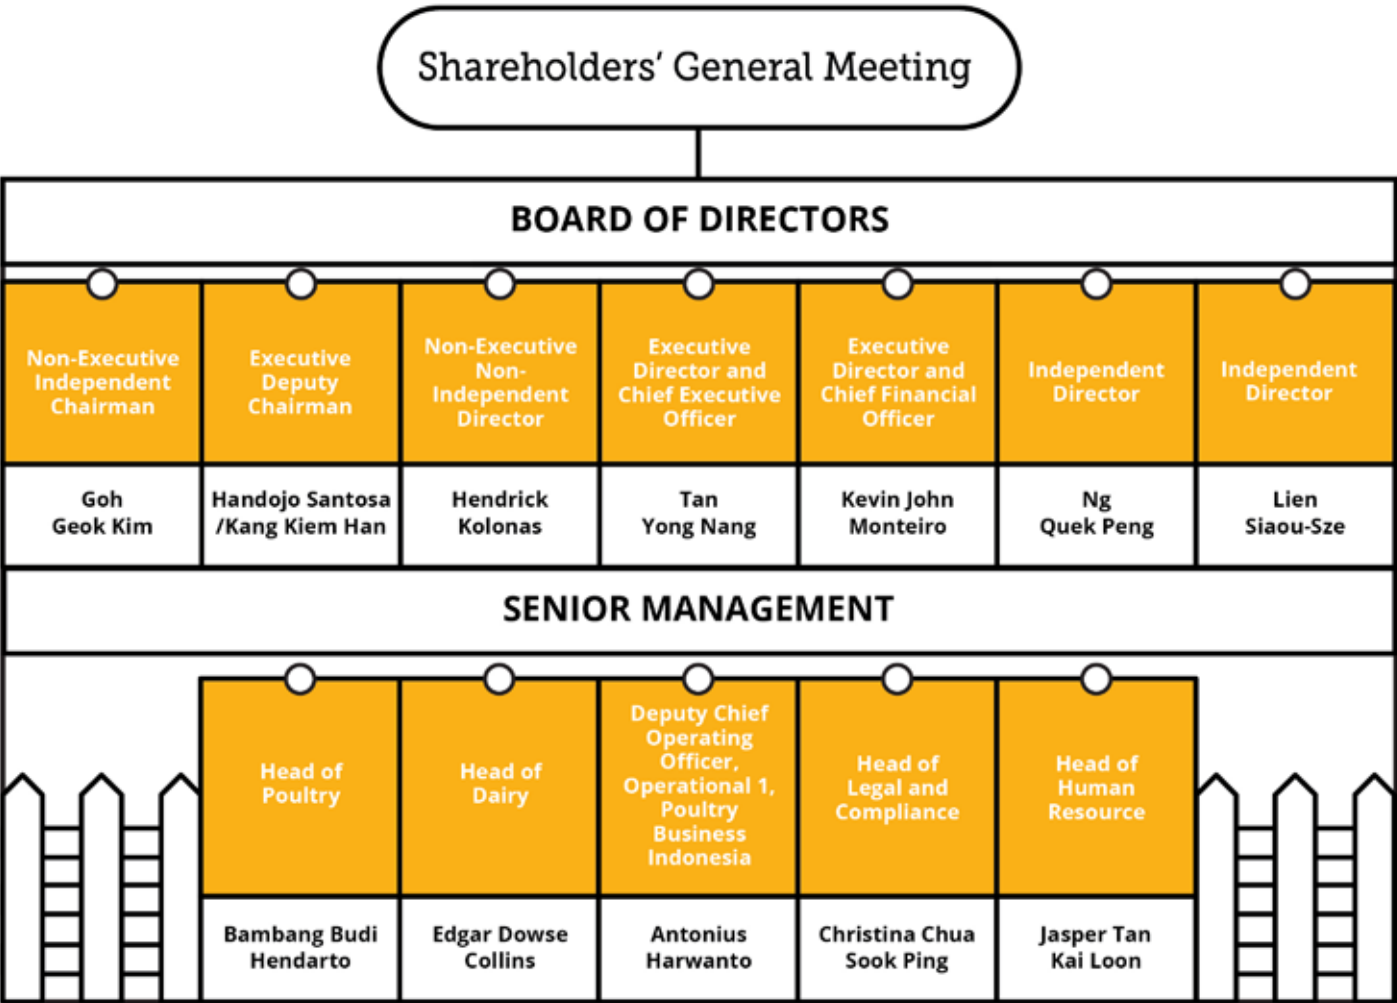 Shareholders’ General Meeting
BOARD OF DIRECTORS
Non-Executive
Independent
Chairman
Executive
Deputy
Chairman
Non-Executive
Non-
Independent
Director
Executive
Director and
Chief Executive
Officer
Executive
Director and
Chief Financial
Officer
Independent
Director
Independent
Director
Goh
Geok Kim
Handojo Santosa
/Kang Kiem Han
Hendrick
Kolonas
Tan
Yong Nang
Kevin John
Monteiro
Ng
Quek Peng
Lien
Siaou-Sze
SENIOR MANAGEMENT
Head of
Poultry
Head of
Dairy
Deputy Chief
Operating
Officer,
Operational 1,
Poultry
Business
Indonesia
Head of
Legal and
Compliance
Head of
Human
Resource
Bambang Budi
Hendarto
Edgar Dowse
Collins
Antonius
Harwanto
Christina Chua
Sook Ping
Jasper Tan
Kai Loon